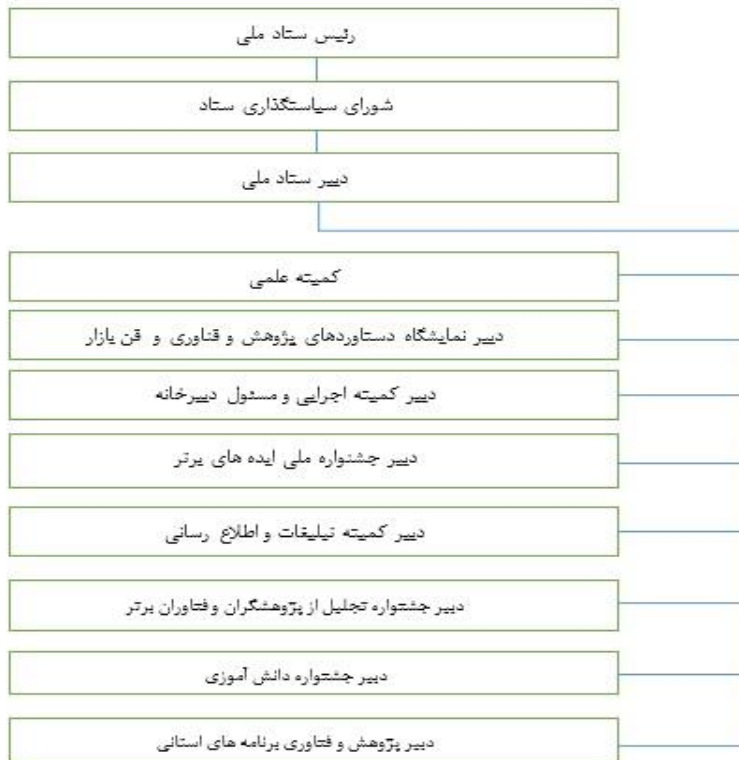 رئیس ستاد ملی
شورای سیاستگذاری ستاد
دبیر ستاد ملی
کمیته علمی
دبیر نمایشگاه دستاوردهای پژوهش و فناوری و فن بازار
دبیر کمیته اجرایی و مسئول دبیرخانه
دبیر جشنواره ملی ایده های برتر
دبیر کمیته تبلیغات و اطلاع رسانی
دبیر جشنواره تجلیل از پژوهشگران و فناوران برتر
دبیر جشنواره دانش آموزی
دبیر پژوهش و فناوری برنامه های استانی